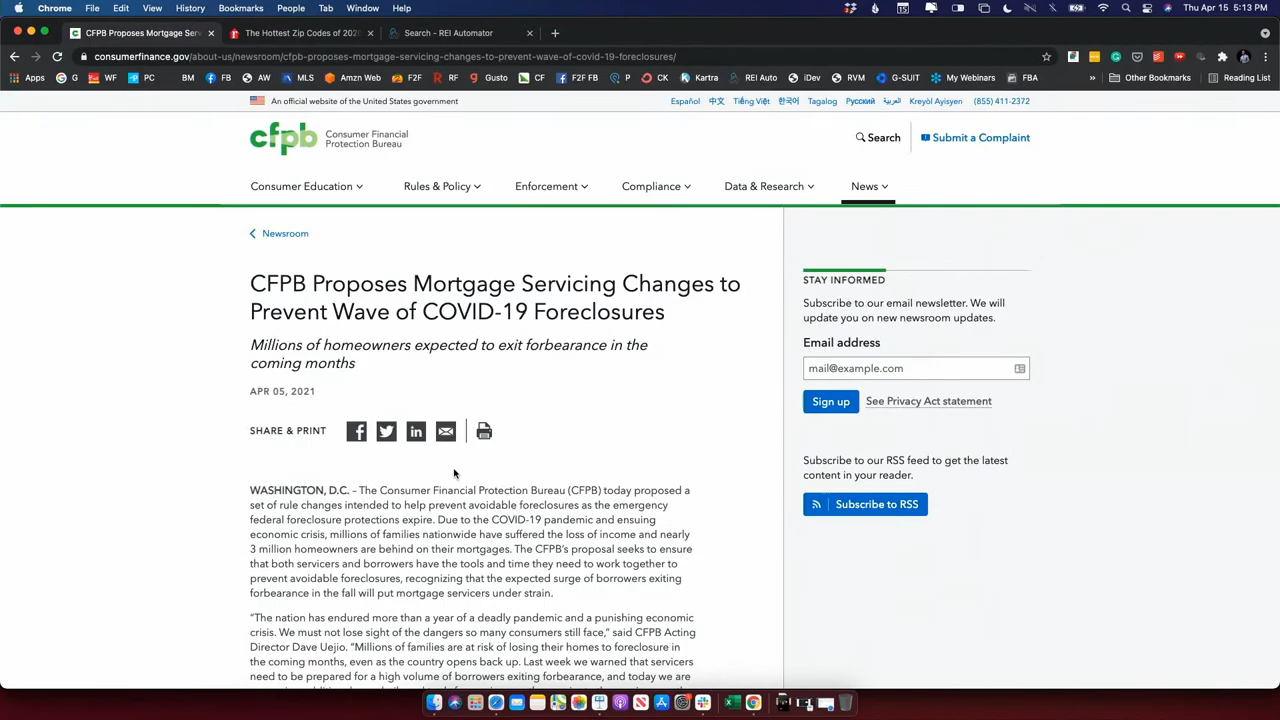 Chrome File Edit View History Bookmarks People Tab Window Help
Thu Apr 15 5:13 PM
CFPB Proposes Mortgage Serv
The Hottest Zip Codes of 202
Search - REI Automator
consumerfinance.gov/about-us/newsroom/cfpb-proposes-mortgage-servicing-changes-to-prevent-wave-of-covid-19-foreclosures/
Apps G WF PC BM FB AW MLS Amzn Web F2F RF Gusto CF F2F FB P CK Kartra REI Auto iDev RVM G-SUIT My Webinars FBA » Other Bookmarks Reading List
An official website of the United States government
Español 中文 Tiếng Việt 한국어 Tagalog Русский العربية Kreyòl Ayisyen (855) 411-2372
cfpb Consumer Financial
Protection Bureau
Search Submit a Complaint
Consumer Education Rules & Policy Enforcement Compliance Data & Research News
Newsroom
CFPB Proposes Mortgage Servicing Changes to
Prevent Wave of COVID-19 Foreclosures
Millions of homeowners expected to exit forbearance in the
coming months
APR 05, 2021
SHARE & PRINT
WASHINGTON, D.C. – The Consumer Financial Protection Bureau (CFPB) today proposed a
set of rule changes intended to help prevent avoidable foreclosures as the emergency
federal foreclosure protections expire. Due to the COVID-19 pandemic and ensuing
economic crisis, millions of families nationwide have suffered the loss of income and nearly
3 million homeowners are behind on their mortgages. The CFPB's proposal seeks to ensure
that both servicers and borrowers have the tools and time they need to work together to
prevent avoidable foreclosures, recognizing that the expected surge of borrowers exiting
forbearance in the fall will put mortgage servicers under strain.
"The nation has endured more than a year of a deadly pandemic and a punishing economic
crisis. We must not lose sight of the dangers so many consumers still face," said CFPB Acting
Director Dave Uejio. "Millions of families are at risk of losing their homes to foreclosure in
the coming months, even as the country opens back up. Last week we warned that servicers
need to be prepared for a high volume of borrowers exiting forbearance, and today we are
STAY INFORMED
Subscribe to our email newsletter. We will
update you on new newsroom updates.
Email address
mail@example.com
Sign up See Privacy Act statement
Subscribe to our RSS feed to get the latest
content in your reader.
Subscribe to RSS